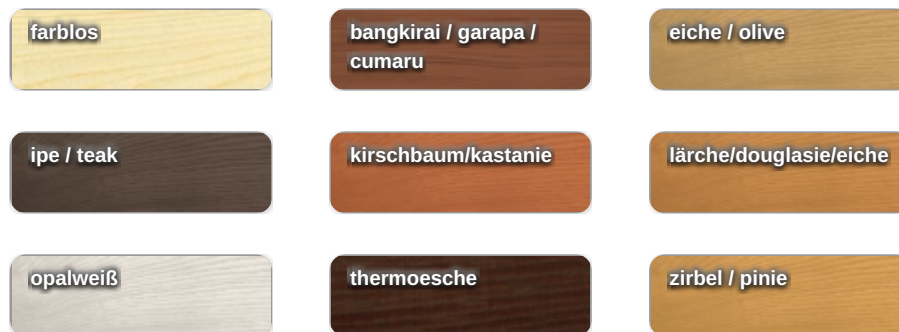 farblos
bangkirai / garapa /
cumaru
eiche / olive
ipe / teak
kirschbaum/kastanie
lärche/douglasie/eiche
opalweiß
thermoesche
zirbel / pinie